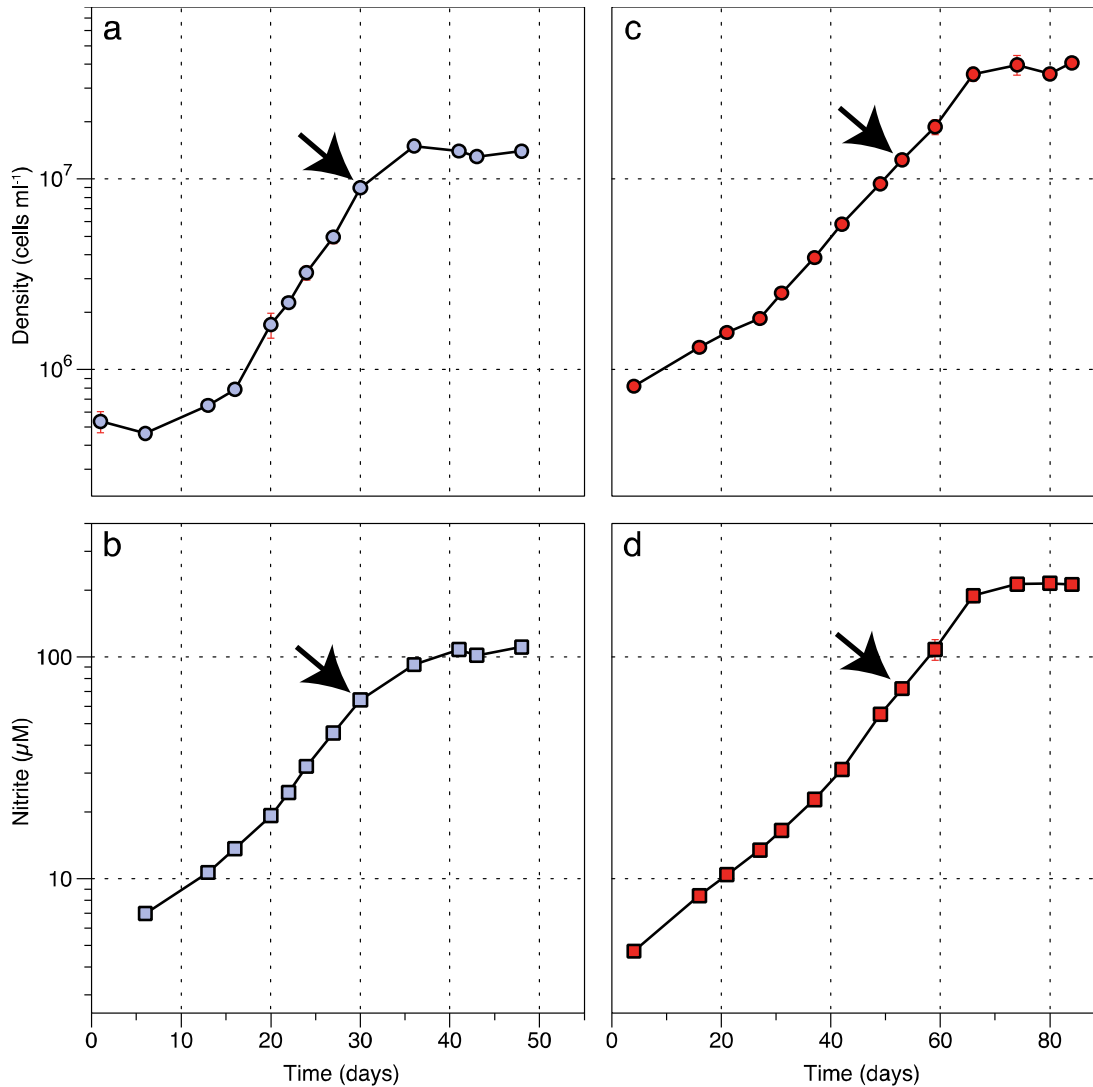 a
c
10⁷
10⁶
Density (cells ml⁻¹)
b
d
100
10
Nitrite (µM)
0 10 20 30 40 50
0 20 40 60 80
Time (days)
Time (days)